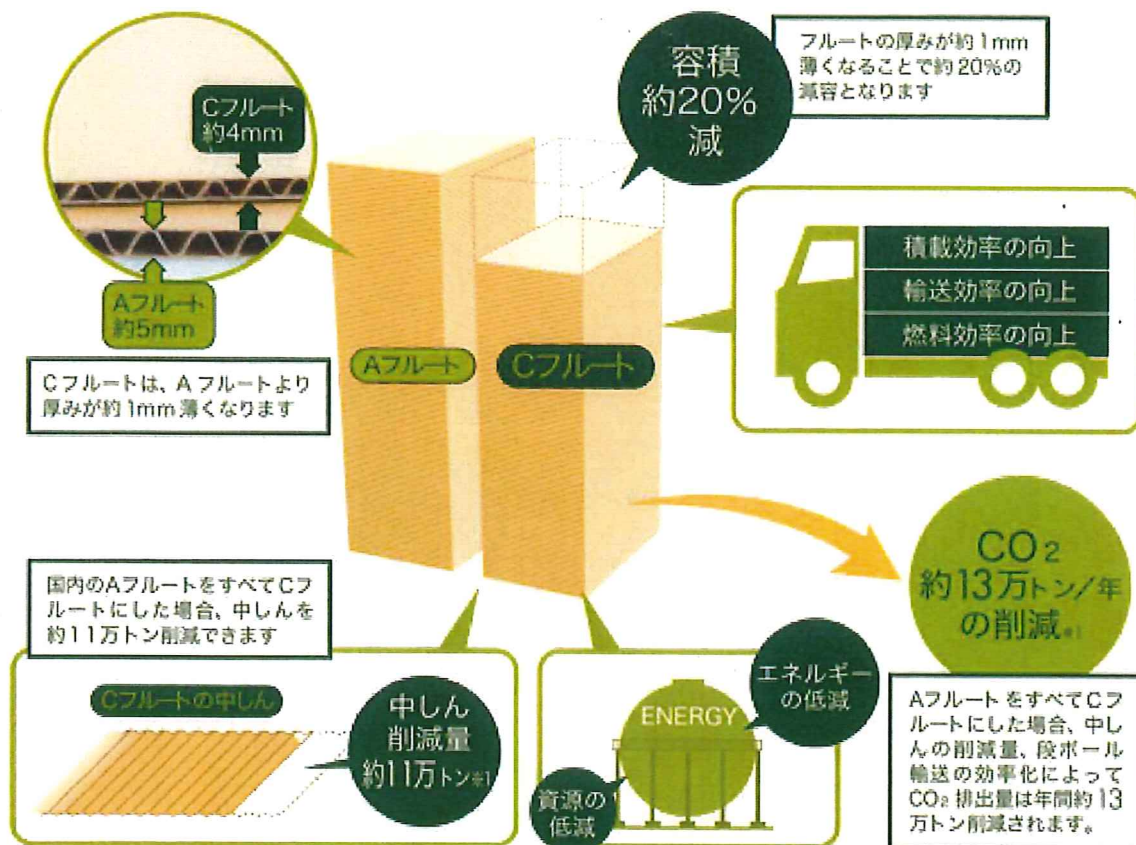 Cフルート
約4mm
Aフルート
約5mm
Cフルートは、Aフルートより
厚みが約1mm薄くなります
容積
約20%
減
フルートの厚みが約1mm
薄くなることで約20%の
減容となります
Aフルート
Cフルート
積載効率の向上
輸送効率の向上
燃料効率の向上
CO2
約13万トン/年
の削減※1
国内のAフルートをすべてCフ
ルートにした場合、中しんを
約11万トン削減できます
Cフルートの中しん
中しん
削減量
約11万トン※1
エネルギー
の低減
ENERGY
資源の
低減
AフルートをすべてCフ
ルートにした場合、中し
んの削減量、段ボール
輸送の効率化によって
CO2排出量は年間約13
万トン削減されます。